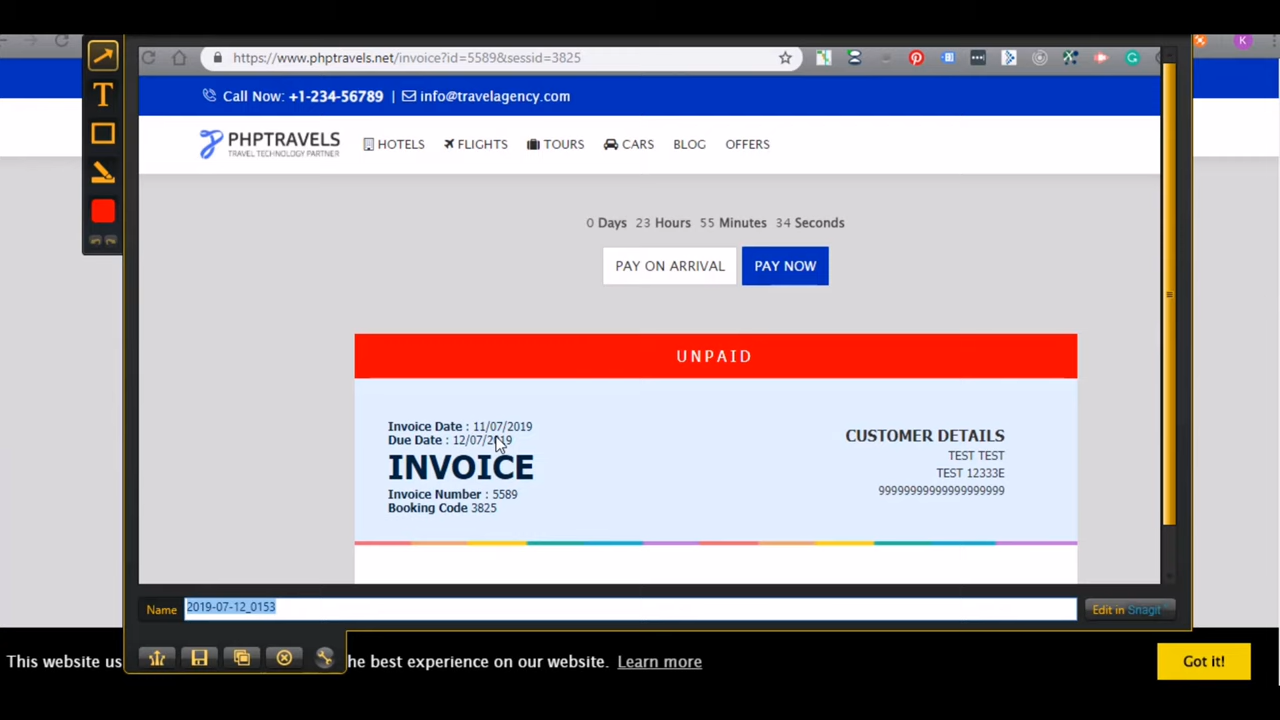 K
https://www.phptravels.net/invoice?id=5589&sessid=3825
Call Now: +1-234-56789 | info@travelagency.com
PHPTRAVELS
TRAVEL TECHNOLOGY PARTNER
HOTELS FLIGHTS TOURS CARS BLOG OFFERS
T
0 Days 23 Hours 55 Minutes 34 Seconds
PAY ON ARRIVAL PAY NOW
UNPAID
Invoice Date : 11/07/2019
Due Date : 12/07/2019
INVOICE
Invoice Number : 5589
Booking Code 3825
CUSTOMER DETAILS
TEST TEST
TEST 12333E
Name 2019-07-12_0153 Edit in Snagit
This website us the best experience on our website. Learn more Got it!